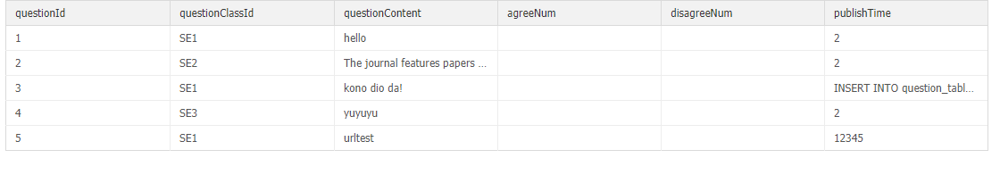 questionId questionClassId questionContent agreeNum disagreeNum publishTime
1 SE1 hello 2
2 SE2 The journal features papers ... 2
3 SE1 kono dio da! INSERT INTO question_tabl...
4 SE3 yuyuyu 2
5 SE1 urltest 12345